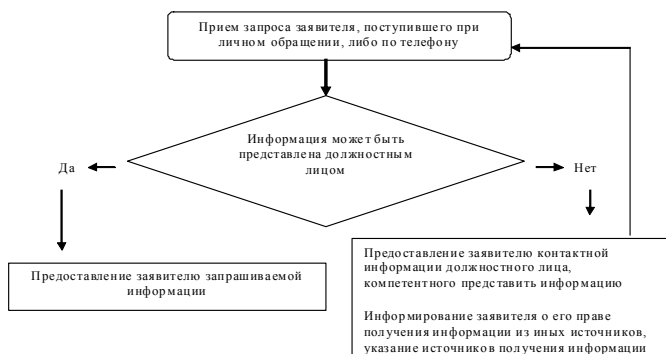 Прием запроса заявителя, поступившего при
личном обращении, либо по телефону
Информация может быть
представлена должностным
лицом
Да
Нет
Предоставление заявителю запрашиваемой
информации
Предоставление заявителю контактной
информации должностного лица,
компетентного представить информацию
Информирование заявителя о его праве
получения информации из иных источников,
указание источников получения информации